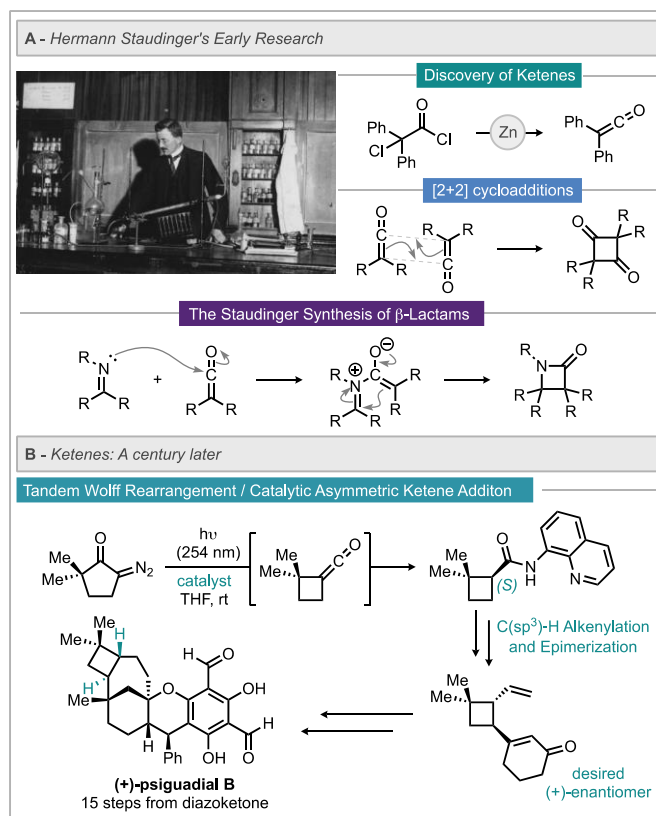 A - Hermann Staudinger's Early Research
Discovery of Ketenes
Ph
Cl
Ph
O
Cl
Zn
Ph
C
O
Ph
[2+2] cycloadditions
O
C
R
R
R
R
C
O
O
R
R
R
R
O
The Staudinger Synthesis of β-Lactams
R
N
R
R
+
O
C
R
R
O
R
N
C
R
R
R
R
R
N
O
R
R
R
R
B - Ketenes: A century later
Tandem Wolff Rearrangement / Catalytic Asymmetric Ketene Additon
O
Me
Me
N2
hυ
(254 nm)
catalyst
THF, rt
Me
Me
C
O
Me
Me
O
N
H
N
(S)
C(sp3)-H Alkenylation
and Epimerization
Me
Me
O
desired
(+)-enantiomer
Me
Me
H
H
Me
O
H
Ph
O
OH
O
OH
(+)-psiguadial B
15 steps from diazoketone